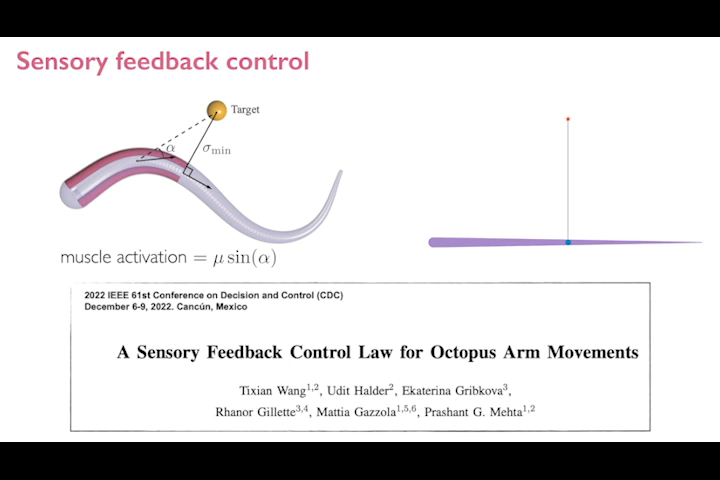 Sensory feedback control
Target
α
σmin
muscle activation = μ sin(α)
2022 IEEE 61st Conference on Decision and Control (CDC)
December 6-9, 2022. Cancún, Mexico
A Sensory Feedback Control Law for Octopus Arm Movements
Tixian Wang1,2, Udit Halder2, Ekaterina Gribkova3,
Rhanor Gillette3,4, Mattia Gazzola1,5,6, Prashant G. Mehta1,2